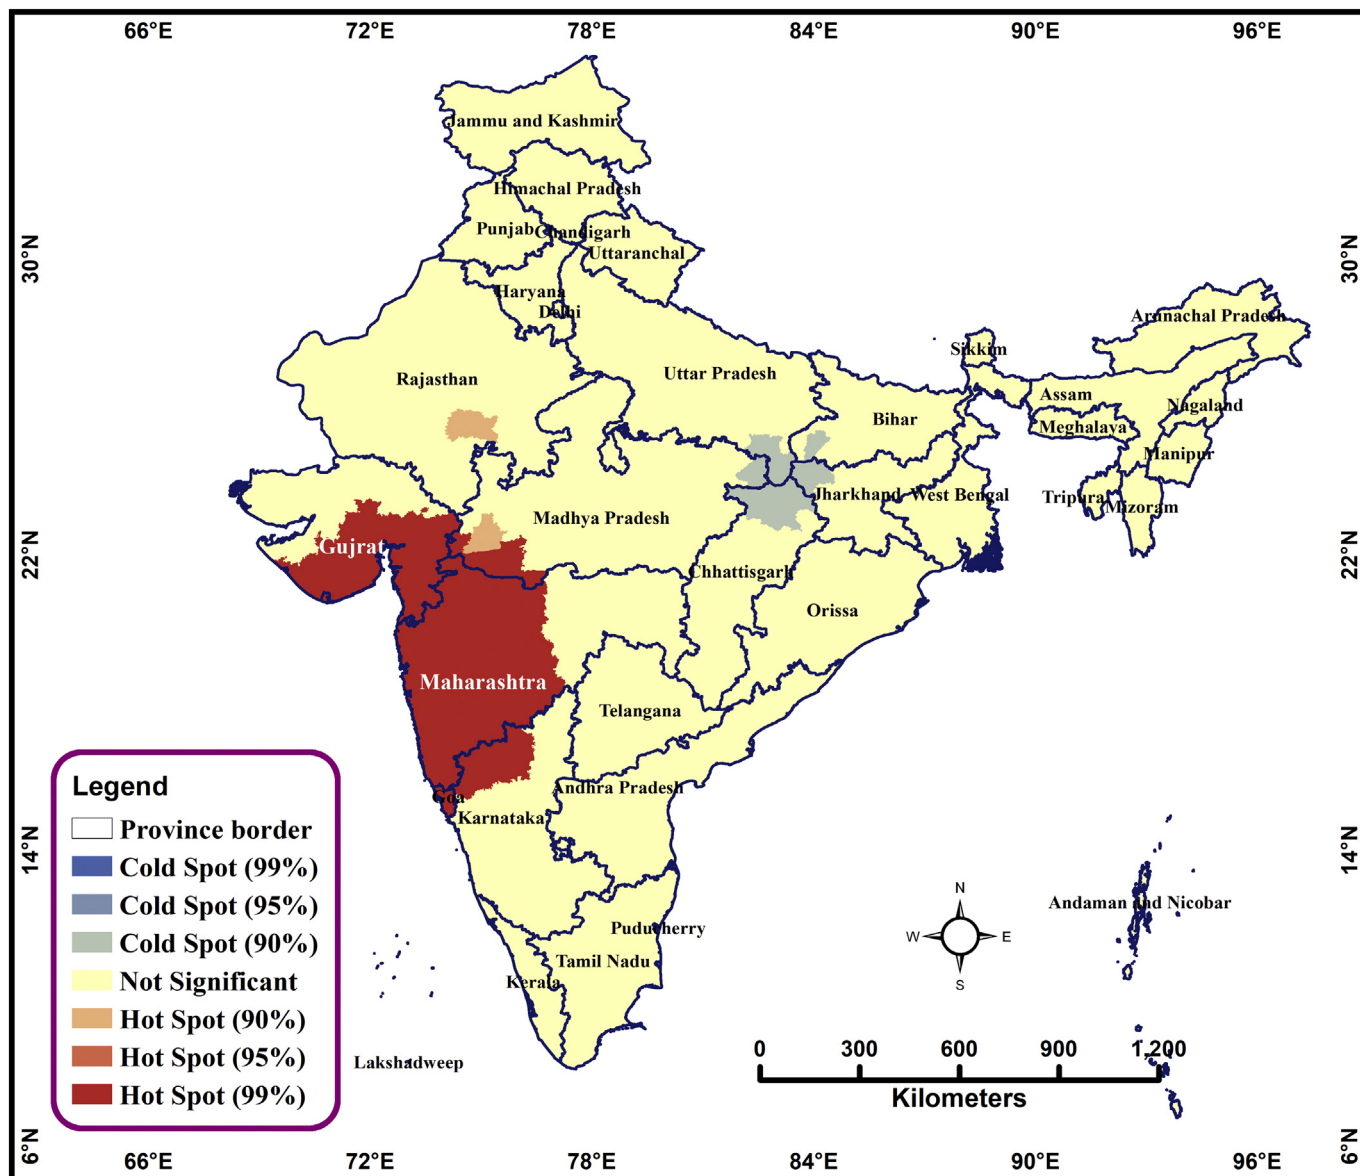 66°E 72°E 78°E 84°E 90°E 96°E
Jammu and Kashmir
Himachal Pradesh
Punjab
Chandigarh
Uttaranchal
30°N
30°N
Haryana
Delhi
Arunachal Pradesh
Sikkim
Rajasthan
Uttar Pradesh
Assam
Nagaland
Bihar
Meghalaya
Manipur
Jharkhand
West Bengal
Tripura
Mizoram
Madhya Pradesh
Gujrat
22°N
22°N
Chhattisgarh
Orissa
Maharashtra
Telangana
Andhra Pradesh
Goa
Karnataka
14°N
14°N
Andaman and Nicobar
Puducherry
Tamil Nadu
Kerala
Lakshadweep
Legend
Province border
Cold Spot (99%)
Cold Spot (95%)
Cold Spot (90%)
Not Significant
Hot Spot (90%)
Hot Spot (95%)
Hot Spot (99%)
N
W E
S
0 300 600 900 1,200
Kilometers
6°N
6°N
66°E 72°E 78°E 84°E 90°E 96°E